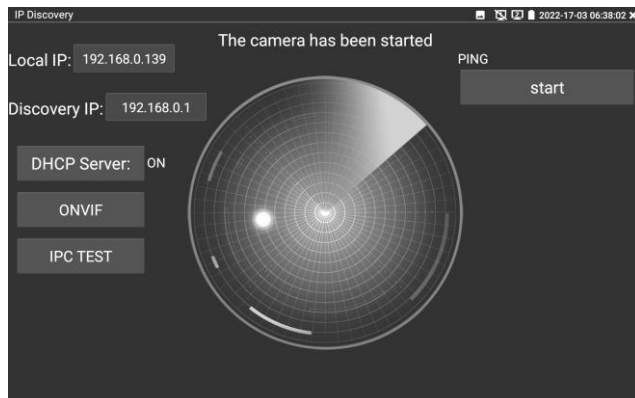 IP Discovery
2022-17-03 06:38:02
The camera has been started
Local IP: 192.168.0.139
PING
start
Discovery IP: 192.168.0.1
DHCP Server: ON
ONVIF
IPC TEST